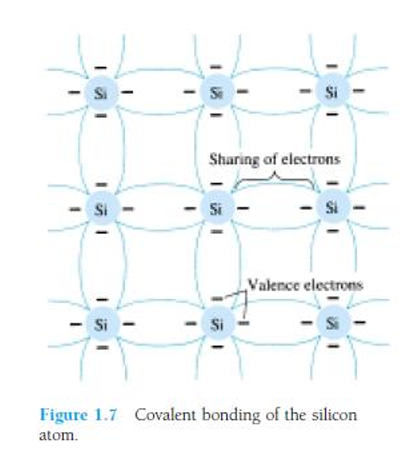 Si Si Si
Sharing of electrons
Si Si Si
Valence electrons
Si Si Si
Figure 1.7 Covalent bonding of the silicon
atom.